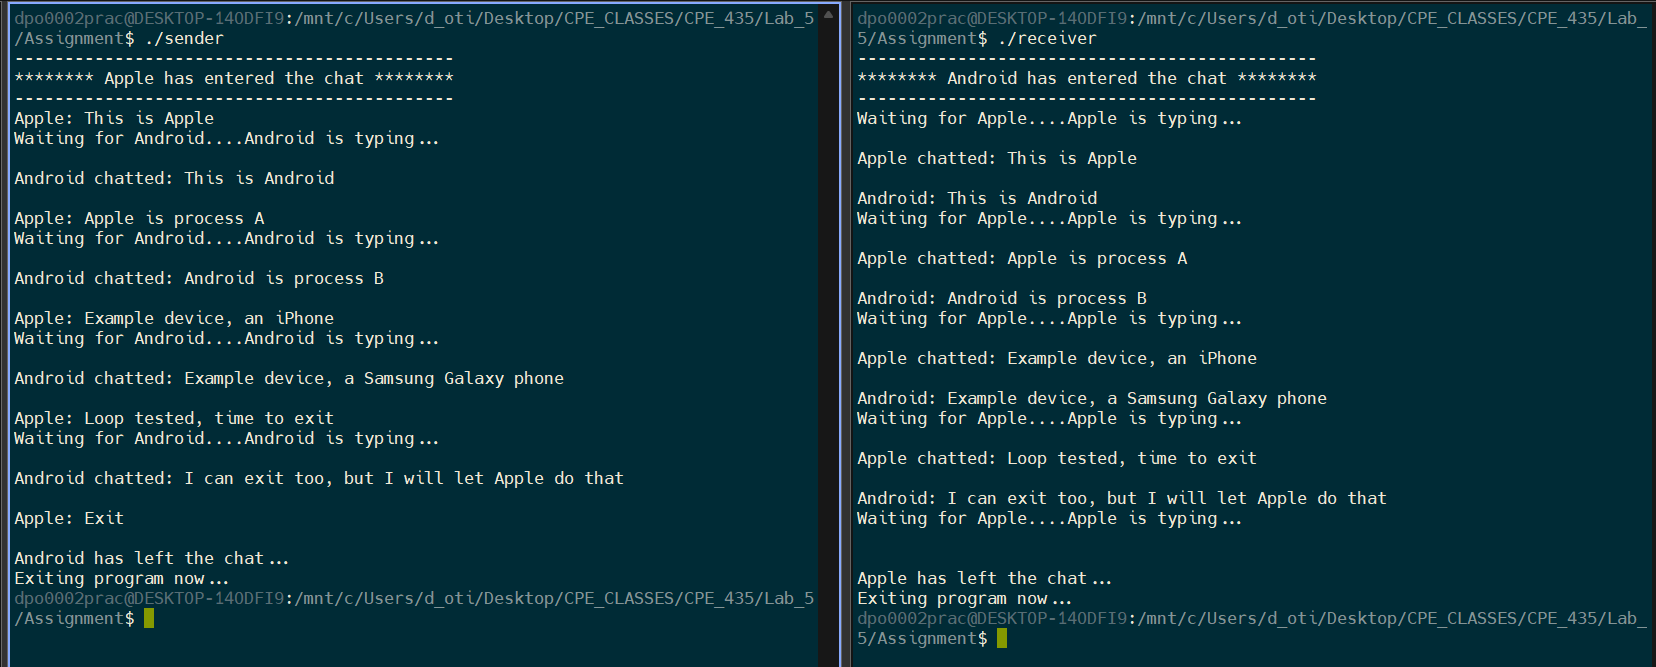 dpo0002prac@DESKTOP-14ODFI9:/mnt/c/Users/d_oti/Desktop/CPE_CLASSES/CPE_435/Lab_5
/Assignment$ ./sender
--------------------------------------------
******** Apple has entered the chat ********
--------------------------------------------
Apple: This is Apple
Waiting for Android....Android is typing...
Android chatted: This is Android
Apple: Apple is process A
Waiting for Android....Android is typing...
Android chatted: Android is process B
Apple: Example device, an iPhone
Waiting for Android....Android is typing...
Android chatted: Example device, a Samsung Galaxy phone
Apple: Loop tested, time to exit
Waiting for Android....Android is typing...
Android chatted: I can exit too, but I will let Apple do that
Apple: Exit
Android has left the chat...
Exiting program now...
dpo0002prac@DESKTOP-14ODFI9:/mnt/c/Users/d_oti/Desktop/CPE_CLASSES/CPE_435/Lab_5
/Assignment$
dpo0002prac@DESKTOP-14ODFI9:/mnt/c/Users/d_oti/Desktop/CPE_CLASSES/CPE_435/Lab_
5/Assignment$ ./receiver
----------------------------------------------
******** Android has entered the chat ********
----------------------------------------------
Waiting for Apple....Apple is typing...
Apple chatted: This is Apple
Android: This is Android
Waiting for Apple....Apple is typing...
Apple chatted: Apple is process A
Android: Android is process B
Waiting for Apple....Apple is typing...
Apple chatted: Example device, an iPhone
Android: Example device, a Samsung Galaxy phone
Waiting for Apple....Apple is typing...
Apple chatted: Loop tested, time to exit
Android: I can exit too, but I will let Apple do that
Waiting for Apple....Apple is typing...
Apple has left the chat...
Exiting program now...
dpo0002prac@DESKTOP-14ODFI9:/mnt/c/Users/d_oti/Desktop/CPE_CLASSES/CPE_435/Lab_
5/Assignment$